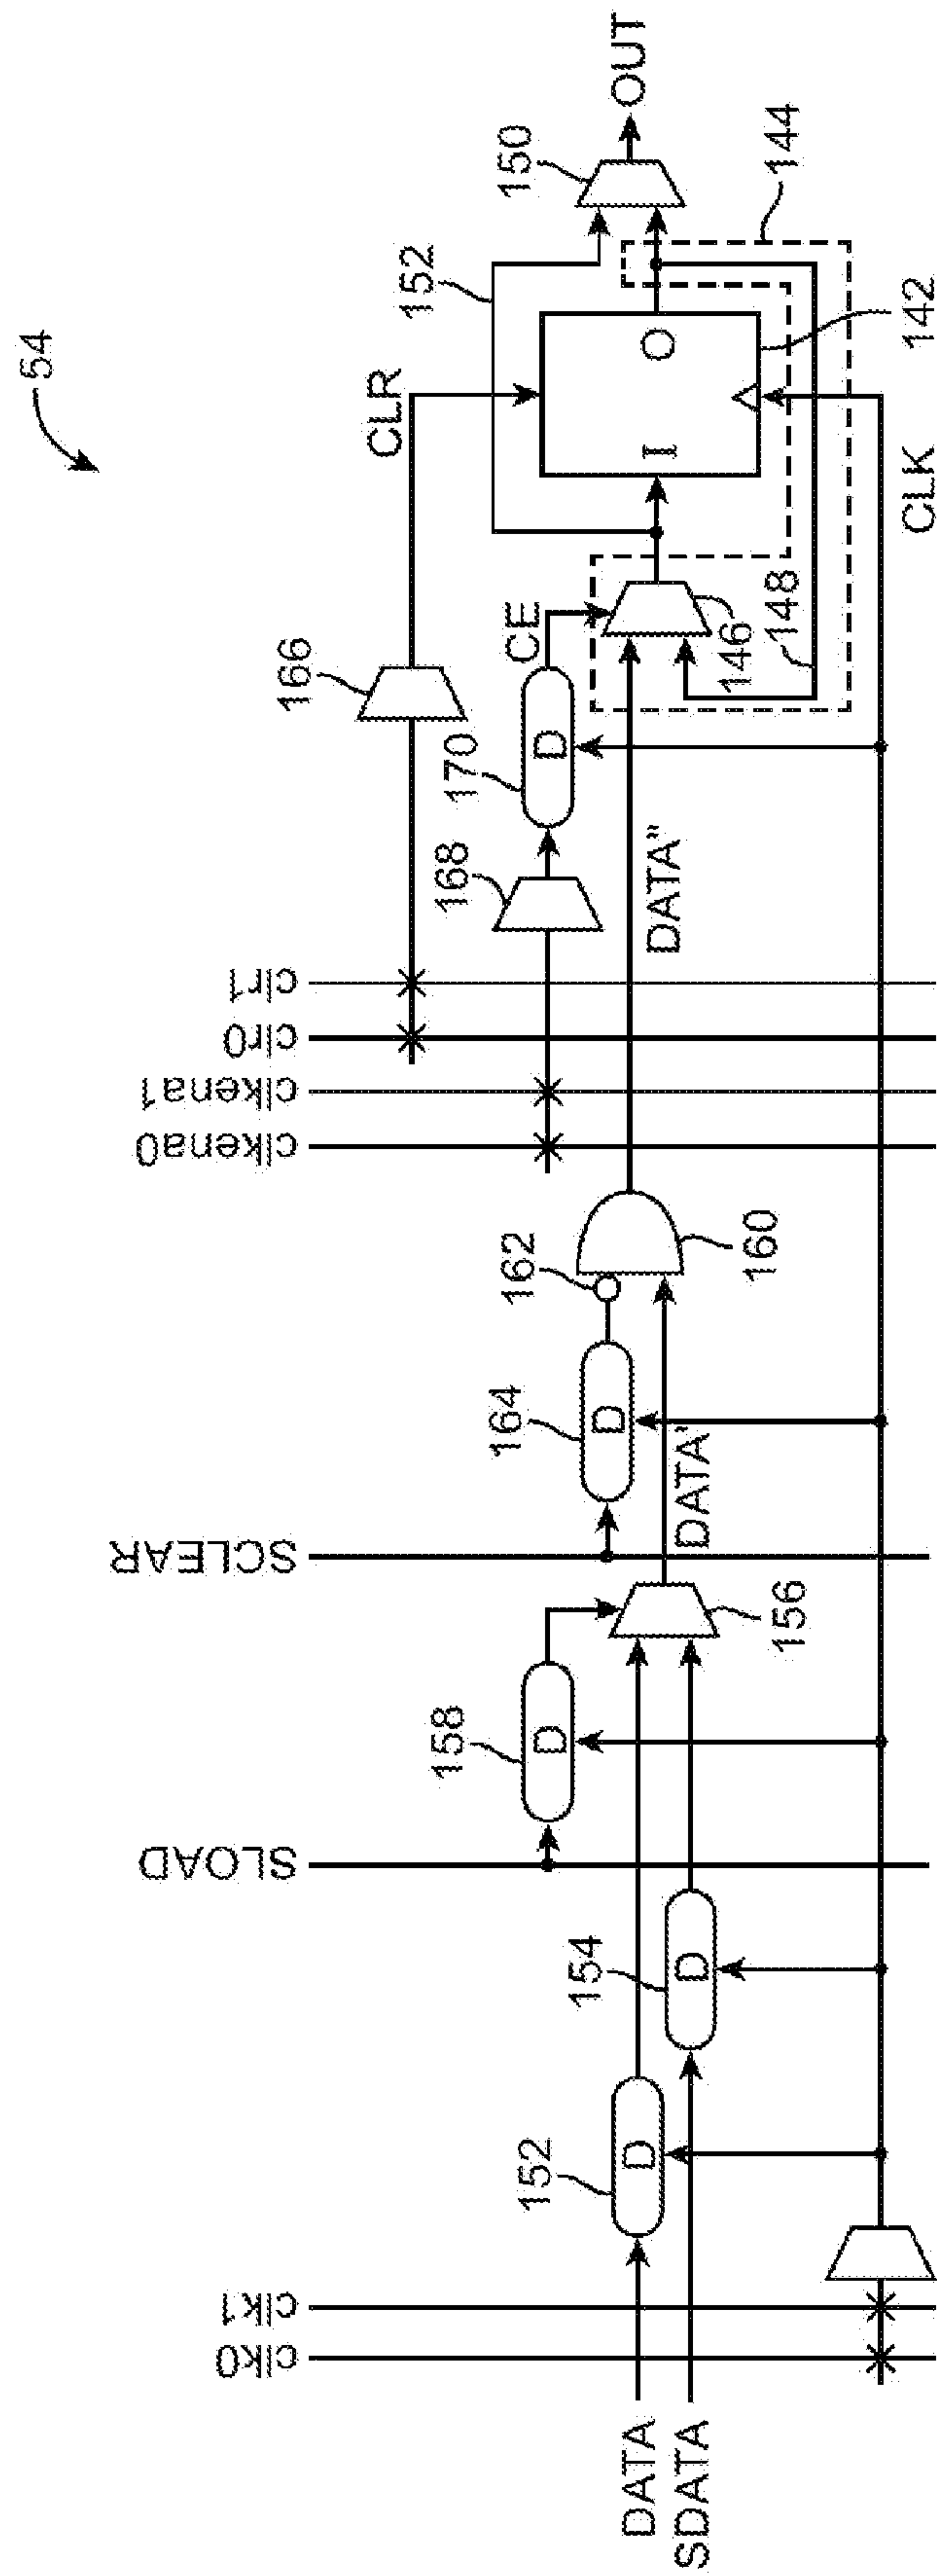 54
CLR
152
150
OUT
144
142
CLK
I
O
166
CE
146
148
170
D
168
DATA"
clr1
clr0
clkena1
clkena0
162
160
164
D
DATA'
SCLEAR
156
158
D
SLOAD
154
D
152
D
clk1
clk0
DATA
SDATA